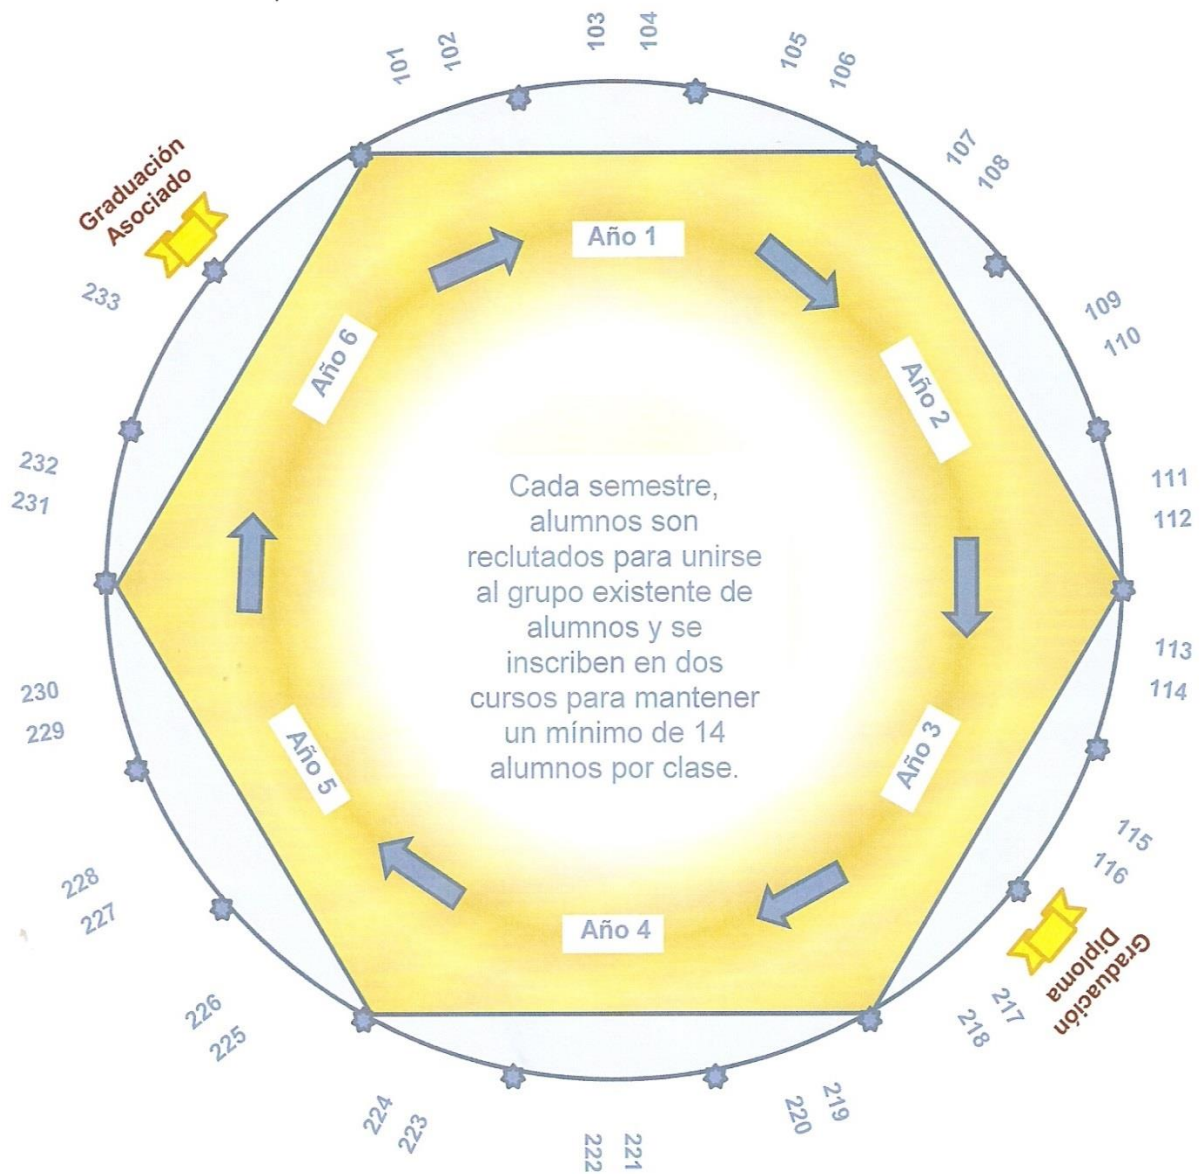 101
102
103
104
105
106
107
108
109
110
111
112
113
114
115
116
Graduación
Diploma
217
218
219
220
221
222
223
224
225
226
227
228
229
230
231
232
233
Graduación
Asociado
Año 1
Año 2
Año 3
Año 4
Año 5
Año 6
Cada semestre,
alumnos son
reclutados para unirse
al grupo existente de
alumnos y se
inscriben en dos
cursos para mantener
un mínimo de 14
alumnos por clase.